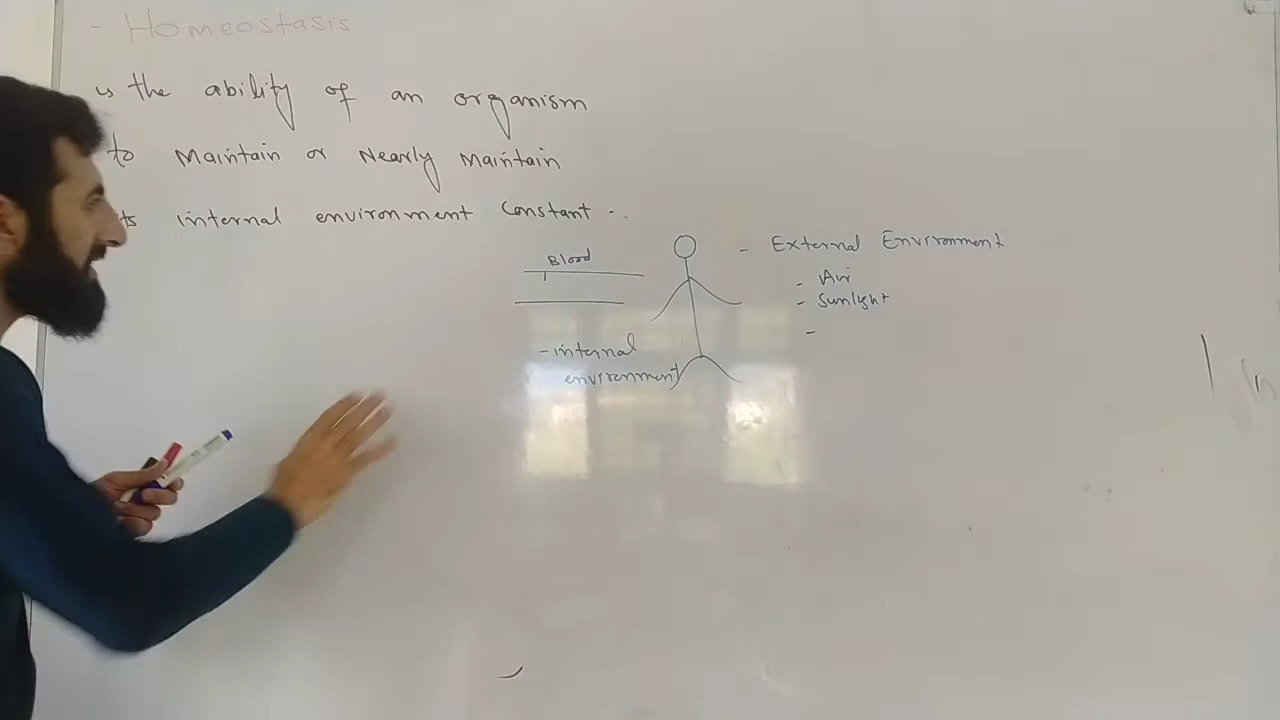 - Homeostasis
is the ability of an organism
to Maintain or Nearly Maintain
its internal environment Constant -.
Blood
- internal
environment
- External Environment
- Air
- Sunlight
-